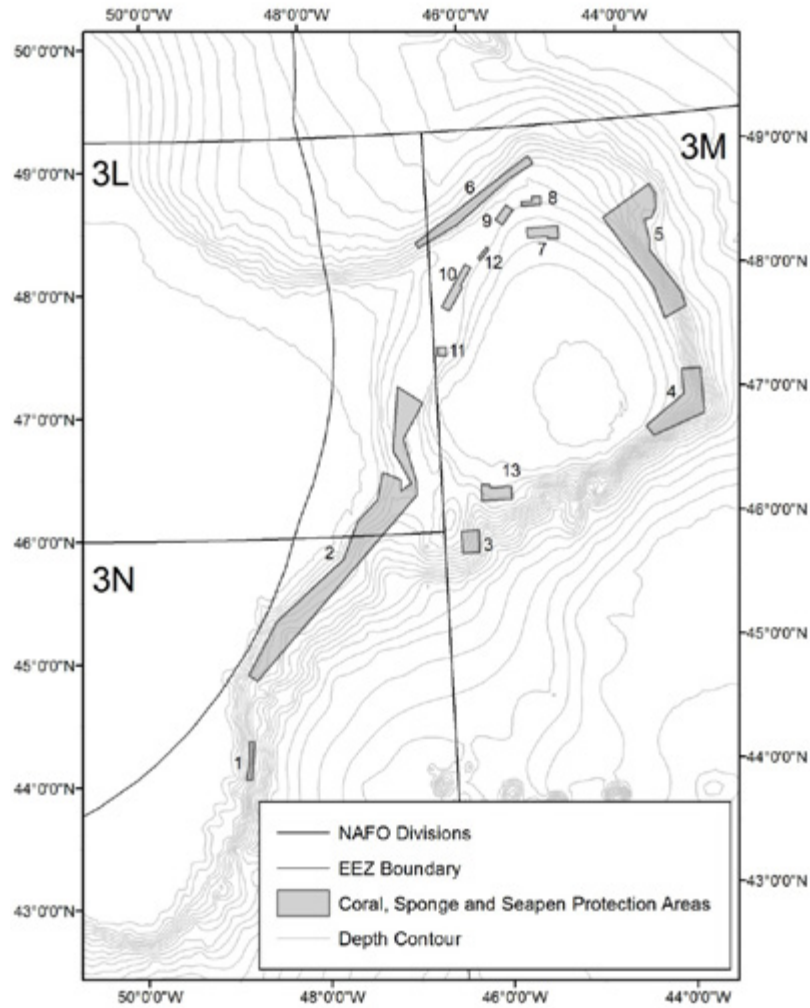 50°0'0"W 48°0'0"W 46°0'0"W 44°0'0"W
50°0'0"N
49°0'0"N
49°0'0"N
3L
3M
6
8
9
5
7
12
10
48°0'0"N
48°0'0"N
11
47°0'0"N
4
47°0'0"N
13
46°0'0"N
46°0'0"N
2
3
3N
45°0'0"N
45°0'0"N
1
44°0'0"N
44°0'0"N
NAFO Divisions
EEZ Boundary
43°0'0"N
43°0'0"N
Coral, Sponge and Seapen Protection Areas
Depth Contour
50°0'0"W 48°0'0"W 46°0'0"W 44°0'0"W